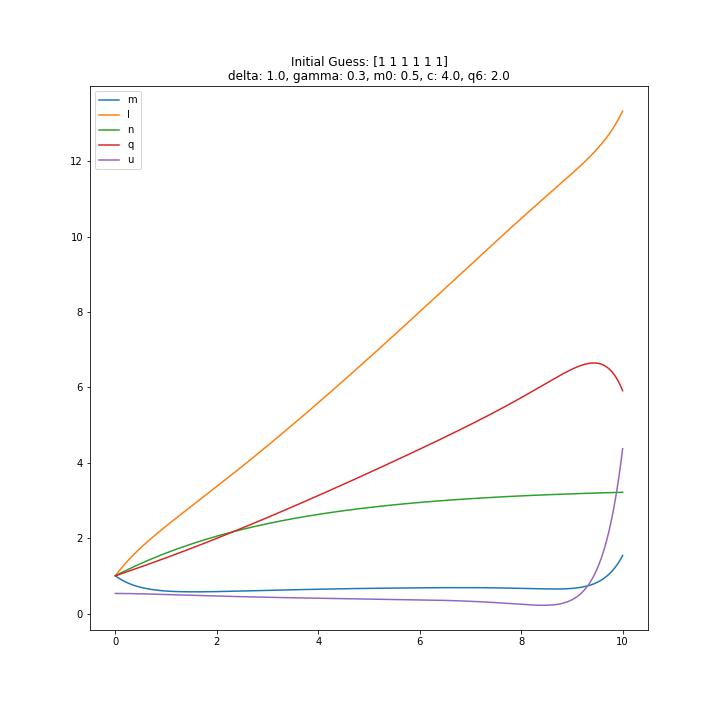 Initial Guess: [1 1 1 1 1 1]
delta: 1.0, gamma: 0.3, m0: 0.5, c: 4.0, q6: 2.0
m
l
n
q
u
12
10
8
6
4
2
0
0 2 4 6 8 10